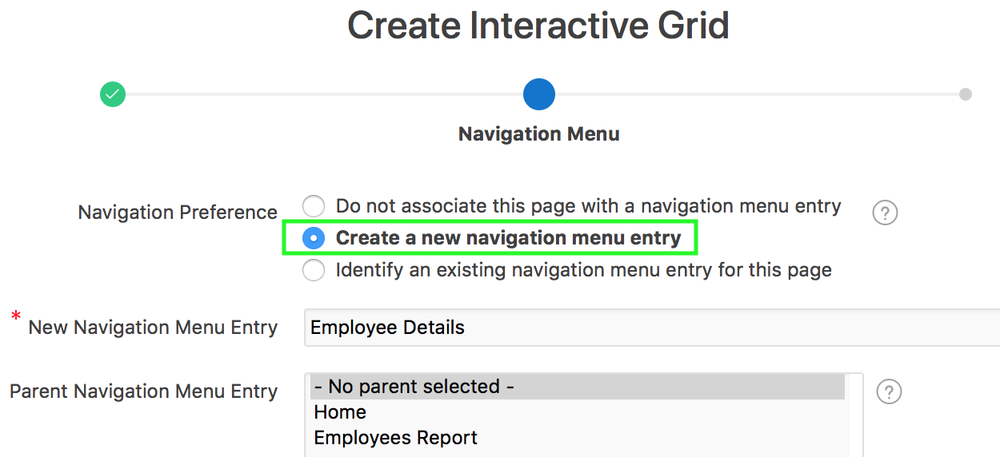 Create Interactive Grid
Navigation Menu
Navigation Preference
Do not associate this page with a navigation menu entry
?
Create a new navigation menu entry
Identify an existing navigation menu entry for this page
* New Navigation Menu Entry
Employee Details
Parent Navigation Menu Entry
- No parent selected -
?
Home
Employees Report